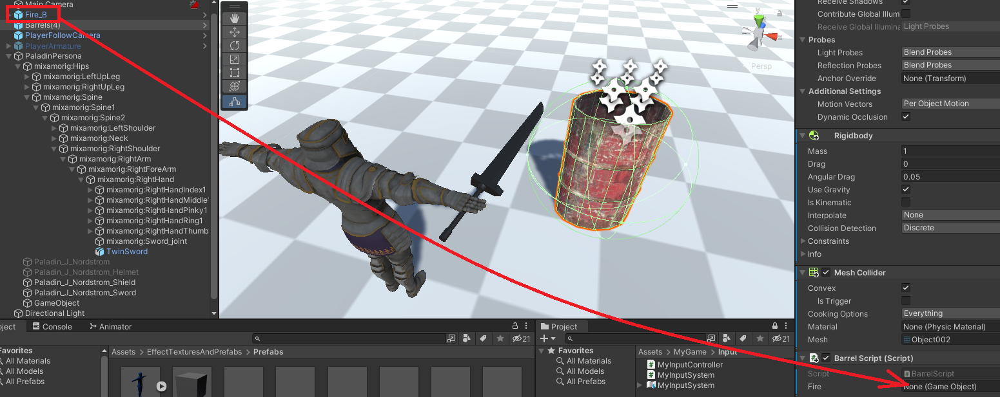 Main Camera
Fire_B
Barrels(4)
PlayerFollowCamera
PlayerArmature
PaladinPersona
mixamorig:Hips
mixamorig:LeftUpLeg
mixamorig:RightUpLeg
mixamorig:Spine
mixamorig:Spine1
mixamorig:Spine2
mixamorig:LeftShoulder
mixamorig:Neck
mixamorig:RightShoulder
mixamorig:RightArm
mixamorig:RightForeArm
mixamorig:RightHand
mixamorig:RightHandIndex1
mixamorig:RightHandMiddle
mixamorig:RightHandPinky1
mixamorig:RightHandRing1
mixamorig:RightHandThumb
mixamorig:Sword_joint
TwinSword
Paladin_J_Nordstrom
Paladin_J_Nordstrom_Helmet
Paladin_J_Nordstrom_Shield
Paladin_J_Nordstrom_Sword
GameObject
Directional Light
y
x
Persp
Receive Shadows
Contribute Global Illum
Receive Global Illumina Light Probes
Probes
Light Probes Blend Probes
Reflection Probes Blend Probes
Anchor Override None (Transform)
Additional Settings
Motion Vectors Per Object Motion
Dynamic Occlusion
Rigidbody
Mass 1
Drag 0
Angular Drag 0.05
Use Gravity
Is Kinematic
Interpolate None
Collision Detection Discrete
Constraints
Info
Mesh Collider
Convex
Is Trigger
Cooking Options Everything
Material None (Physic Material)
Mesh Object002
Barrel Script (Script)
Script BarrelScript
Fire None (Game Object)
oject Console Animator
21
Favorites
All Materials
All Models
All Prefabs
Assets > EffectTexturesAndPrefabs > Prefabs
Project
21
Favorites
All Materials
All Models
All Prefabs
Assets > MyGame > Input
MyInputController
MyInputSystem
MyInputSystem